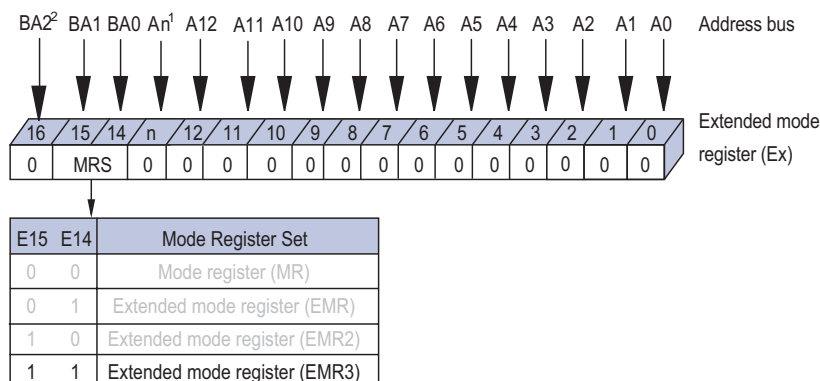 BA2² BA1 BA0 An¹ A12 A11 A10 A9 A8 A7 A6 A5 A4 A3 A2 A1 A0 Address bus
16 15 14 n 12 11 10 9 8 7 6 5 4 3 2 1 0 Extended mode
0 MRS 0 0 0 0 0 0 0 0 0 0 0 0 0 0 register (Ex)
E15 E14 Mode Register Set
0 0 Mode register (MR)
0 1 Extended mode register (EMR)
1 0 Extended mode register (EMR2)
1 1 Extended mode register (EMR3)